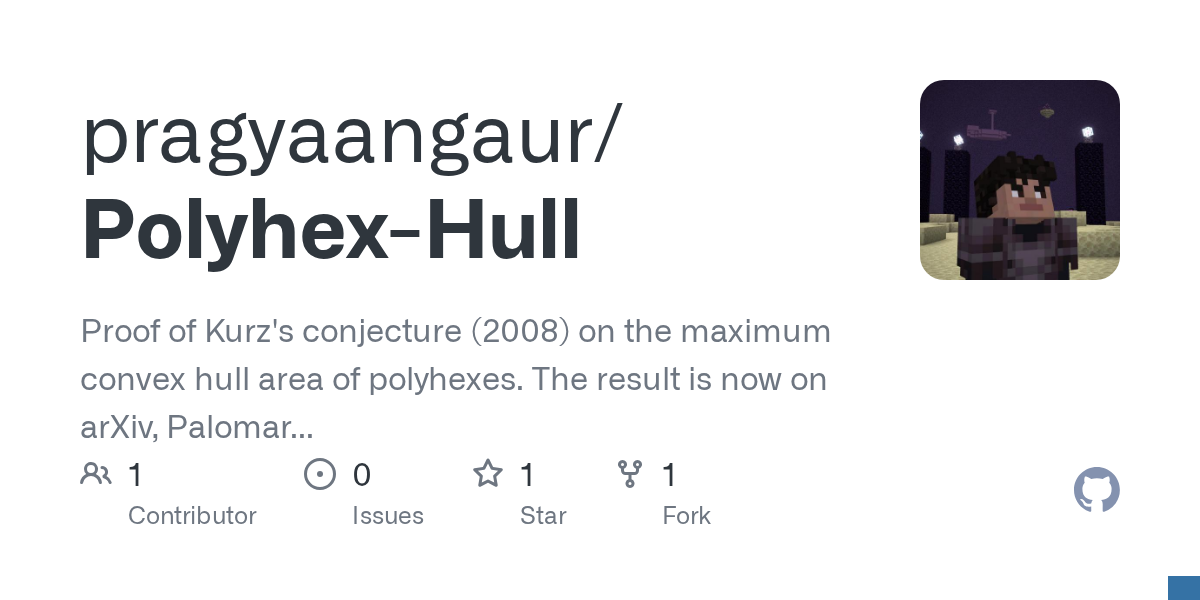 pragyaangaur/
Polyhex-Hull
Proof of Kurz's conjecture (2008) on the maximum
convex hull area of polyhexes. The result is now on
arXiv, Palomar...
1 0 1 1
Contributor Issues Star Fork